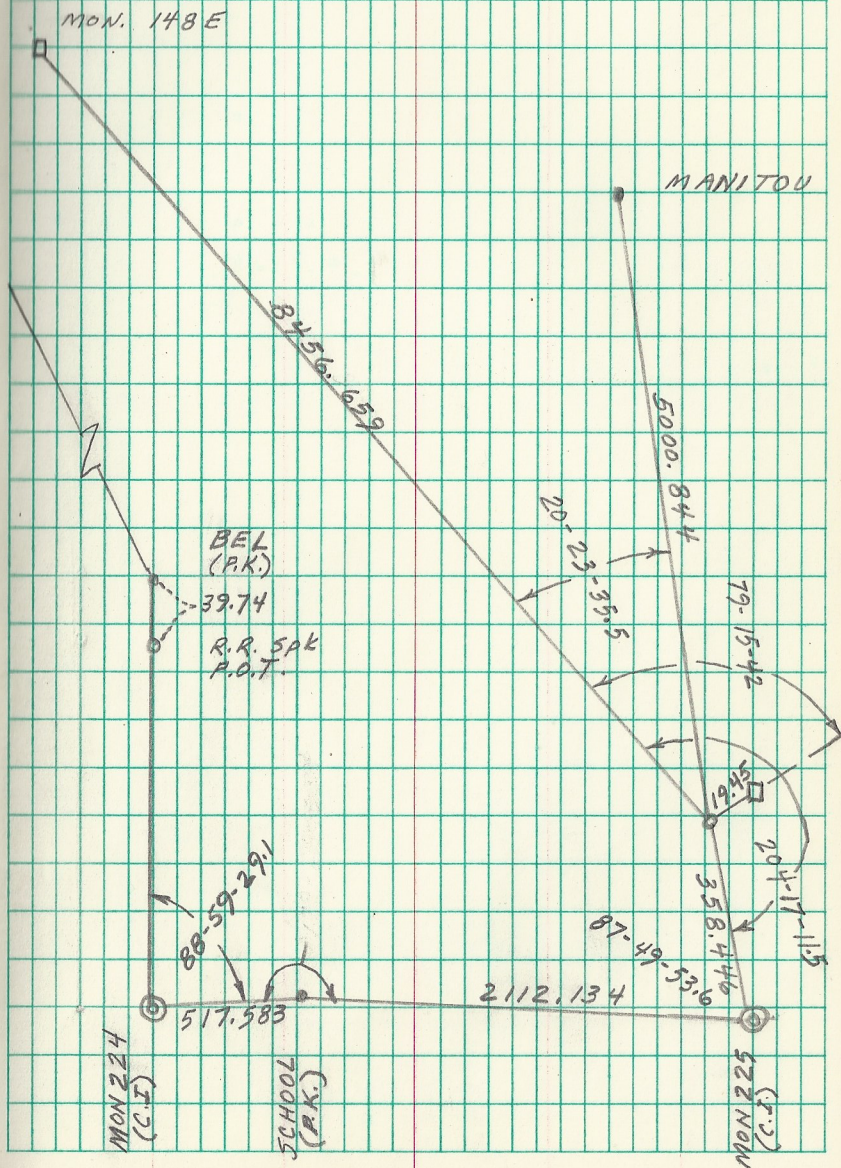 MON. 148E
MANITOU
8456.659
5000.844
20-23-35.5
79-15-42
BEL
(P.K.)
39.74
R.R. Spk
P.O.T.
19.45
204-17-11.5
358.446
87-49-53.6
88-59-29.1
517.583
2112.134
MON 224
(C.I)
SCHOOL
(P.K.)
MON 225
(C.I.)